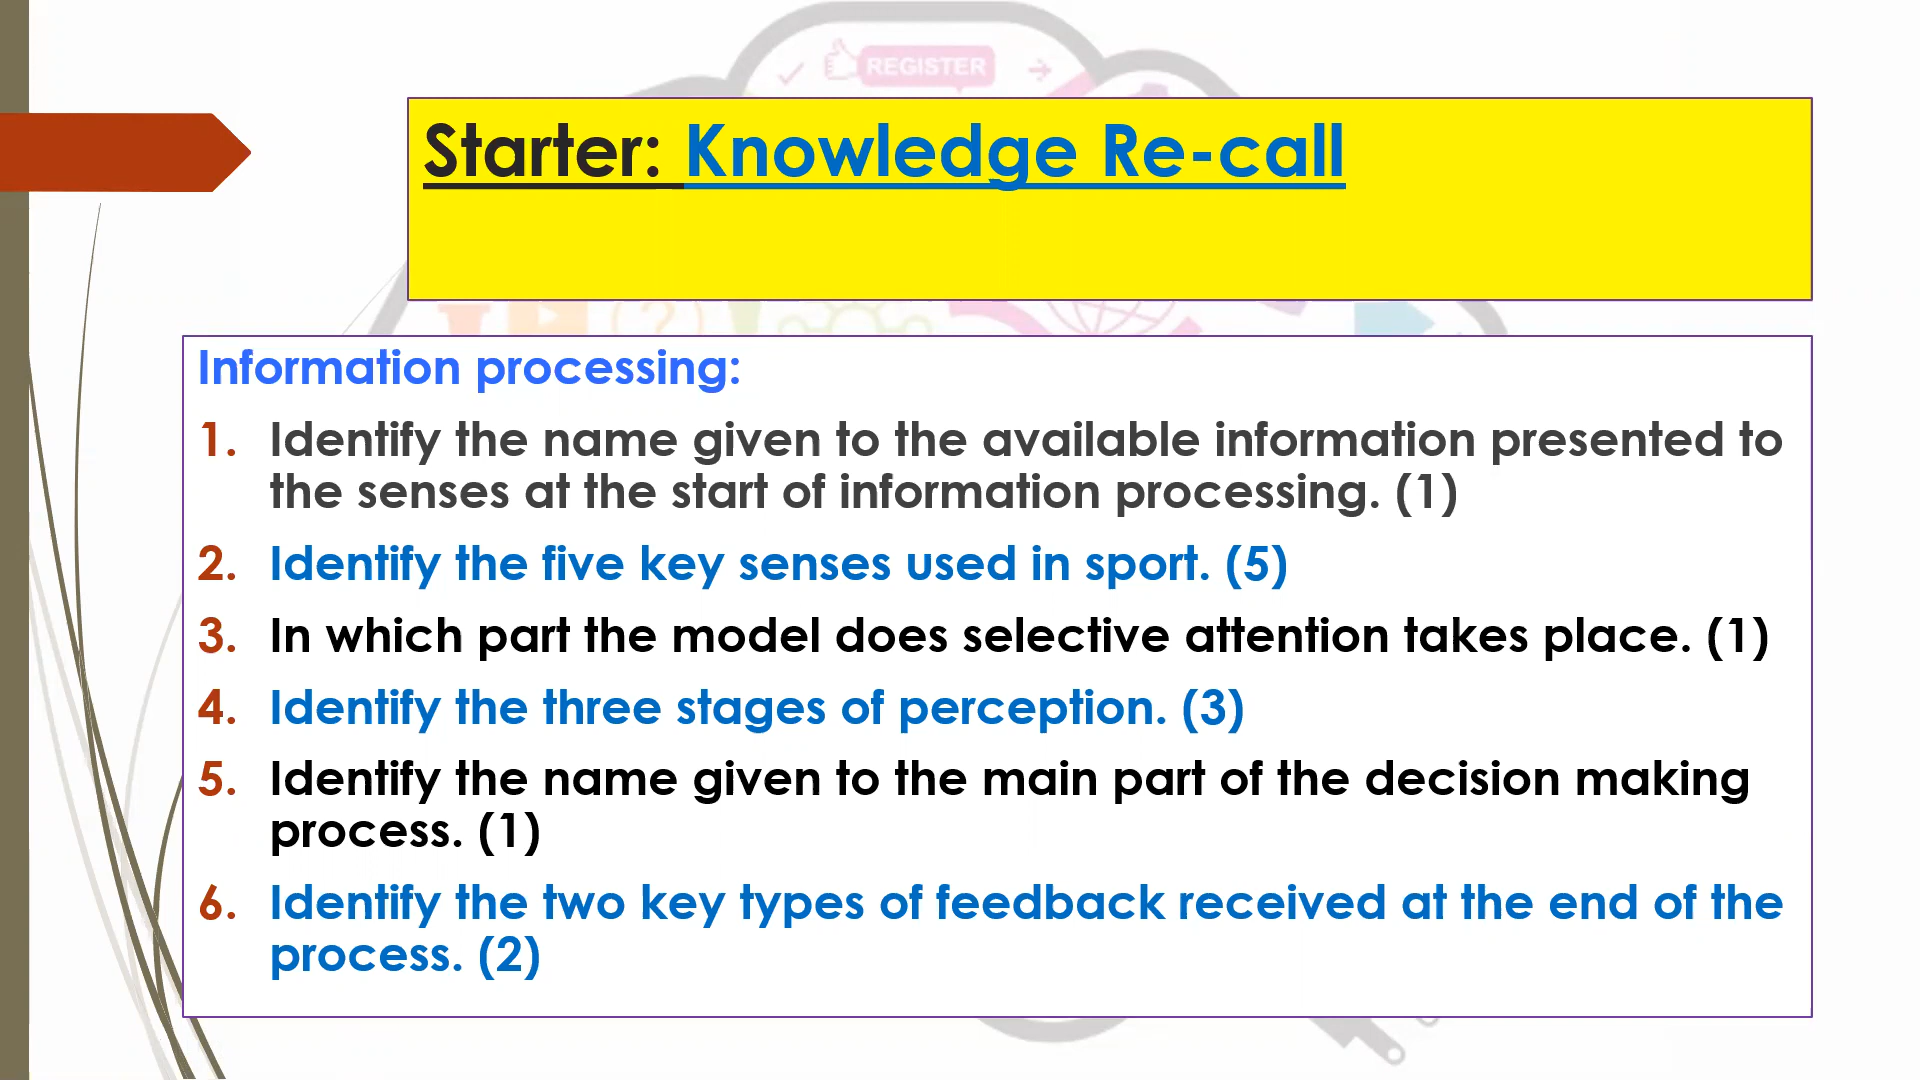 REGISTER
Starter: Knowledge Re-call
Information processing:
1. Identify the name given to the available information presented to
the senses at the start of information processing. (1)
2. Identify the five key senses used in sport. (5)
3. In which part the model does selective attention takes place. (1)
4. Identify the three stages of perception. (3)
5. Identify the name given to the main part of the decision making
process. (1)
6. Identify the two key types of feedback received at the end of the
process. (2)